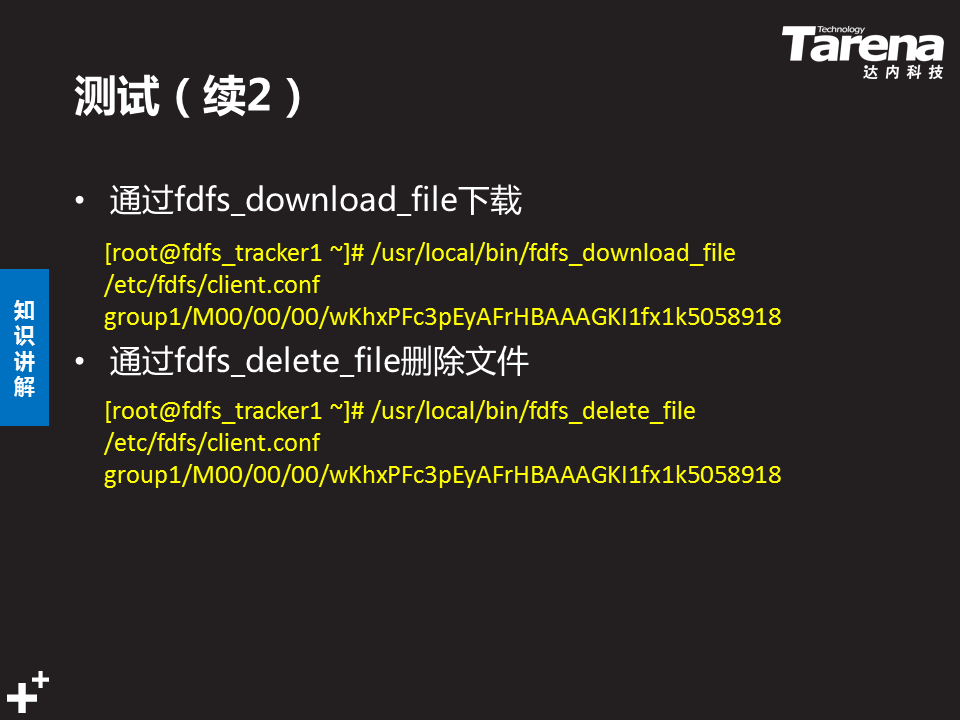 Technology
Tarena
达内科技
测试（续2）
• 通过fdfs_download_file下载
[root@fdfs_tracker1 ~]# /usr/local/bin/fdfs_download_file
/etc/fdfs/client.conf
group1/M00/00/00/wKhxPFc3pEyAFrHBAAAGKI1fx1k5058918
• 通过fdfs_delete_file删除文件
[root@fdfs_tracker1 ~]# /usr/local/bin/fdfs_delete_file
/etc/fdfs/client.conf
group1/M00/00/00/wKhxPFc3pEyAFrHBAAAGKI1fx1k5058918
知
识
讲
解